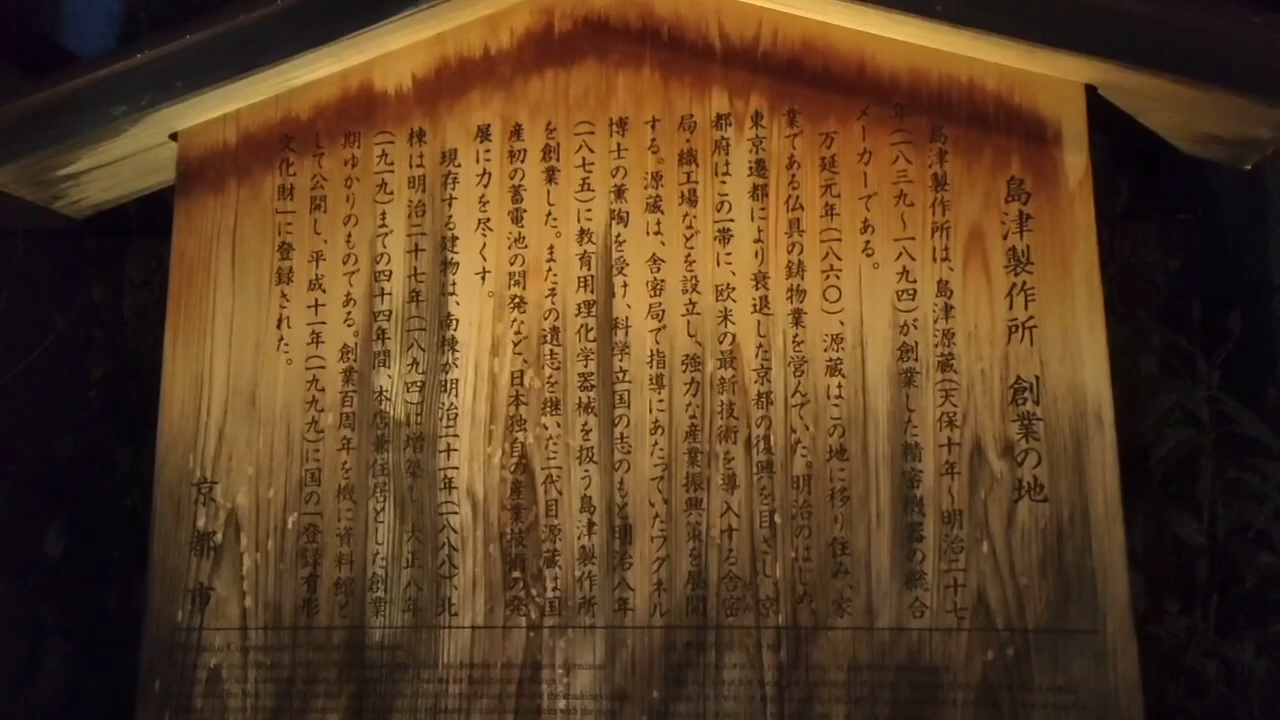 島津製作所 創業の地
島津製作所は、島津源蔵(天保十年〜明治二十七
年(一八三九〜一八九四)が創業した精密機器の総合
メーカーである。
万延元年(一八六〇)、源蔵はこの地に移り住み、家
業である仏具の鋳物業を営んでいた。明治のはじめ、
東京遷都により衰退した京都の復興を目ざし、京
都府はこの一帯に、欧米の最新技術を導入する舎密
局・織工場などを設立し、強力な産業振興策を展開
する。源蔵は、舎密局で指導にあたっていたワグネル
博士の薫陶を受け、科学立国の志のもと明治八年
(一八七五)に教育用理化学器械を扱う島津製作所
を創業した。またその遺志を継いだ二代目源蔵は国
産初の蓄電池の開発など、日本独自の産業技術の発
展に力を尽くす。
現存する建物は、南棟が明治二十一年(一八八八)、北
棟は明治二十七年(一八九四)に増築し、大正八年
(一九一九)までの四十四年間、本店兼住居とした創業
期ゆかりのものである。創業百周年を機に資料館と
して公開し、平成十一年(一九九九)に国の「登録有形
文化財」に登録された。
京都市